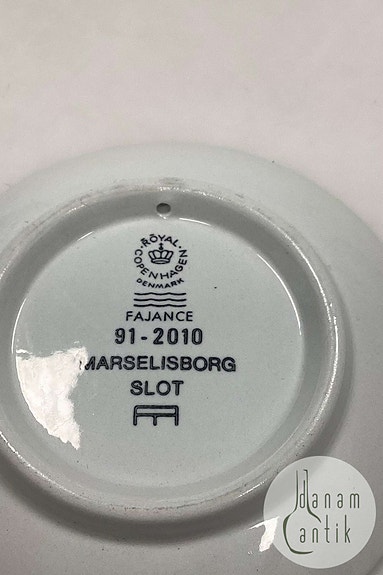 ROYAL
COPENHAGEN
DENMARK
FAJANCE
91-2010
MARSELISBORG
SLOT
danam
antik